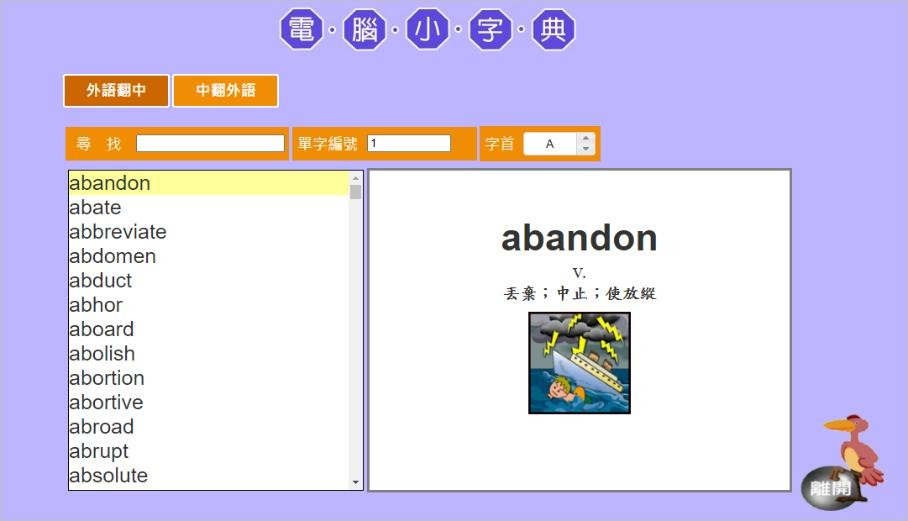 電·腦·小·字·典
外語翻中 中翻外語
尋 找 單字編號 1 字首 A
abandon
abate
abbreviate
abdomen
abduct
abhor
aboard
abolish
abortion
abortive
abroad
abrupt
absolute
abandon
v.
丟棄；中止；使放縱
離開